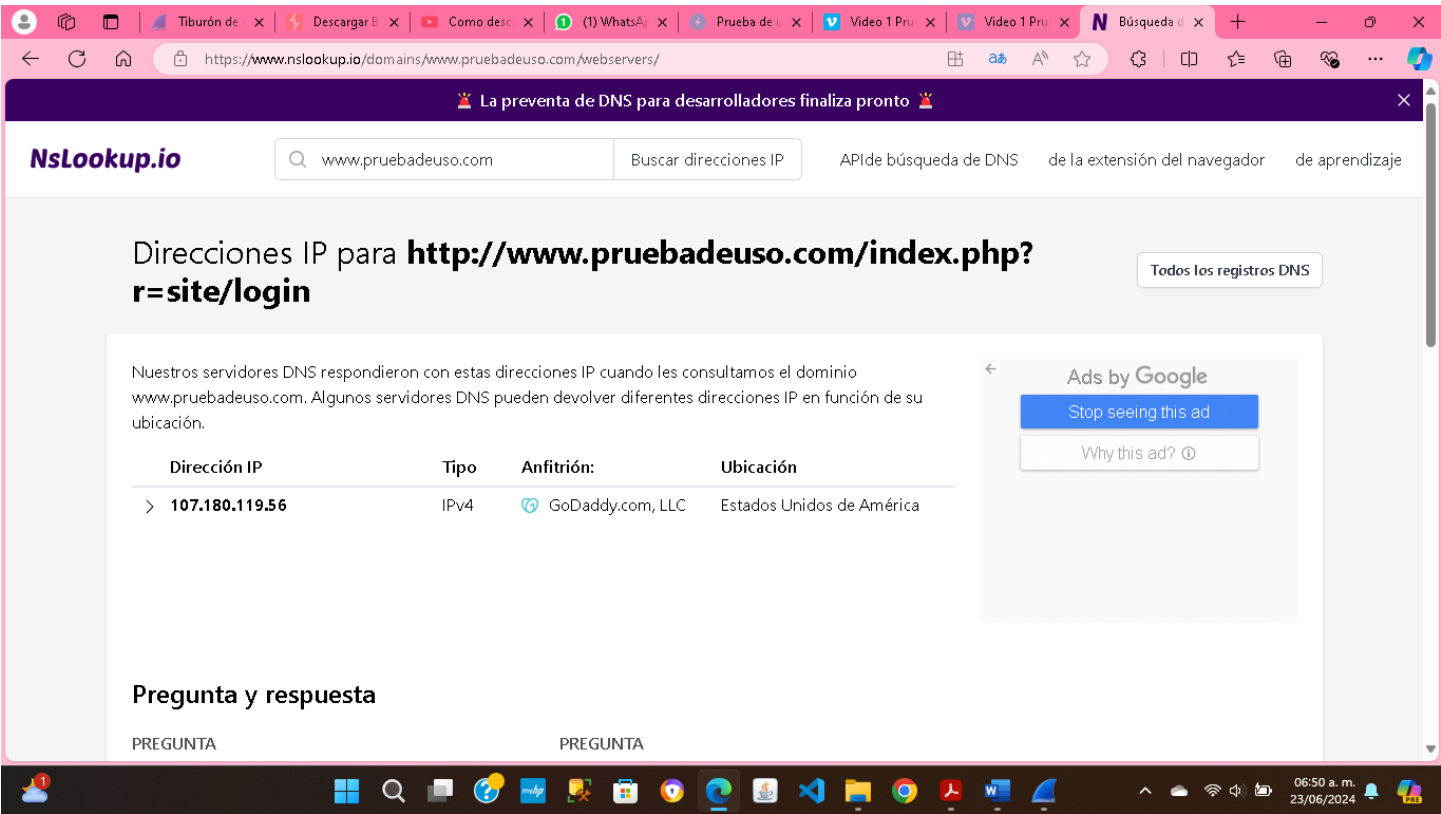 Tiburón de
Descargar B
Como desc
(1) WhatsAp
Prueba de u
Video 1 Pru
Video 1 Pru
Búsqueda d
https://www.nslookup.io/domains/www.pruebadeuso.com/webservers/
La preventa de DNS para desarrolladores finaliza pronto
NsLookup.io
www.pruebadeuso.com
Buscar direcciones IP
APIde búsqueda de DNS
de la extensión del navegador
de aprendizaje
Direcciones IP para http://www.pruebadeuso.com/index.php?
r=site/login
Todos los registros DNS
Nuestros servidores DNS respondieron con estas direcciones IP cuando les consultamos el dominio
www.pruebadeuso.com. Algunos servidores DNS pueden devolver diferentes direcciones IP en función de su
ubicación.
Ads by Google
Stop seeing this ad
Why this ad?
Dirección IP Tipo Anfitrión: Ubicación
107.180.119.56 IPv4 GoDaddy.com, LLC Estados Unidos de América
Pregunta y respuesta
PREGUNTA PREGUNTA
1
myhp
06:50 a. m.
23/06/2024
PRE